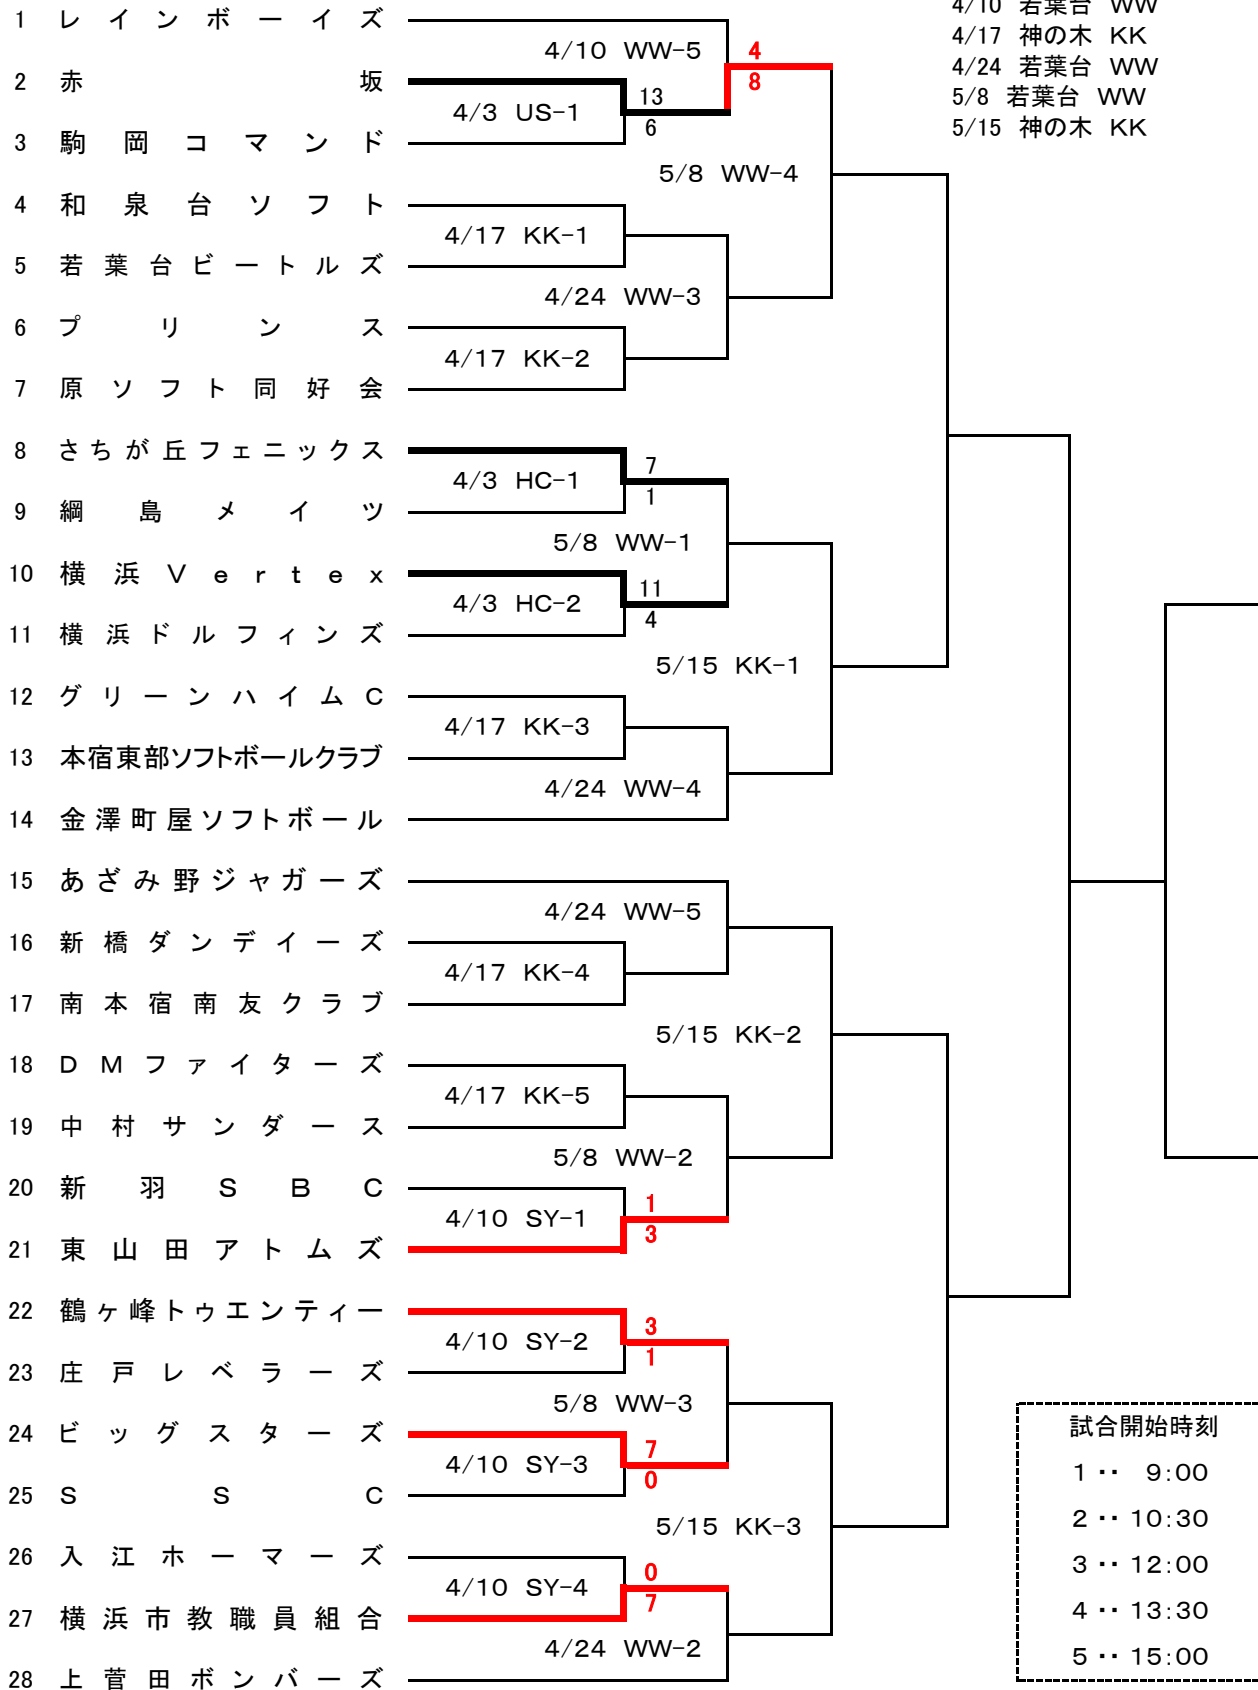 4/10 若葉台 WW
4/17 神の木 KK
4/24 若葉台 WW
5/8 若葉台 WW
5/15 神の木 KK
1 レインボーイズ
4/10 WW-5
4
8
2 赤坂
4/3 US-1
13
6
3 駒岡コマンド
5/8 WW-4
4 和泉台ソフト
4/17 KK-1
5 若葉台ビートルズ
4/24 WW-3
6 プリンス
4/17 KK-2
7 原ソフト同好会
8 さちが丘フェニックス
4/3 HC-1
7
1
9 綱島メイツ
5/8 WW-1
10 横浜Vertex
4/3 HC-2
11
4
11 横浜ドルフィンズ
5/15 KK-1
12 グリーンハイムC
4/17 KK-3
13 本宿東部ソフトボールクラブ
4/24 WW-4
14 金澤町屋ソフトボール
15 あざみ野ジャガーズ
4/24 WW-5
16 新橋ダンデイーズ
4/17 KK-4
17 南本宿南友クラブ
5/15 KK-2
18 DMファイターズ
4/17 KK-5
19 中村サンダース
5/8 WW-2
20 新羽SBC
4/10 SY-1
1
3
21 東山田アトムズ
22 鶴ヶ峰トゥエンティー
4/10 SY-2
3
1
23 庄戸レベラーズ
5/8 WW-3
24 ビッグスターズ
4/10 SY-3
7
0
25 SSC
5/15 KK-3
26 入江ホーマーズ
4/10 SY-4
0
7
27 横浜市教職員組合
4/24 WW-2
28 上菅田ボンバーズ
試合開始時刻
1 ・・ 9:00
2 ・・ 10:30
3 ・・ 12:00
4 ・・ 13:30
5 ・・ 15:00